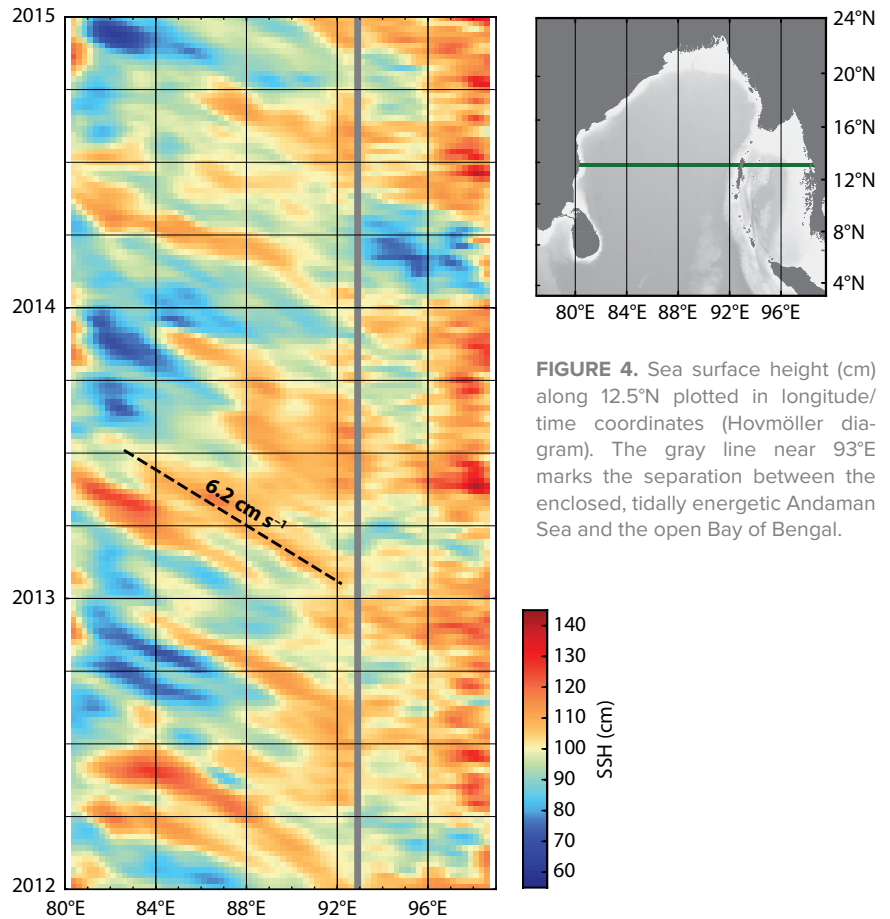 2015
2014
2013
2012
80°E 84°E 88°E 92°E 96°E
6.2 cm s⁻¹
24°N
20°N
16°N
12°N
8°N
4°N
80°E 84°E 88°E 92°E 96°E
FIGURE 4. Sea surface height (cm)
along 12.5°N plotted in longitude/
time coordinates (Hovmöller dia-
gram). The gray line near 93°E
marks the separation between the
enclosed, tidally energetic Andaman
Sea and the open Bay of Bengal.
140
130
120
110
100
90
80
70
60
SSH (cm)